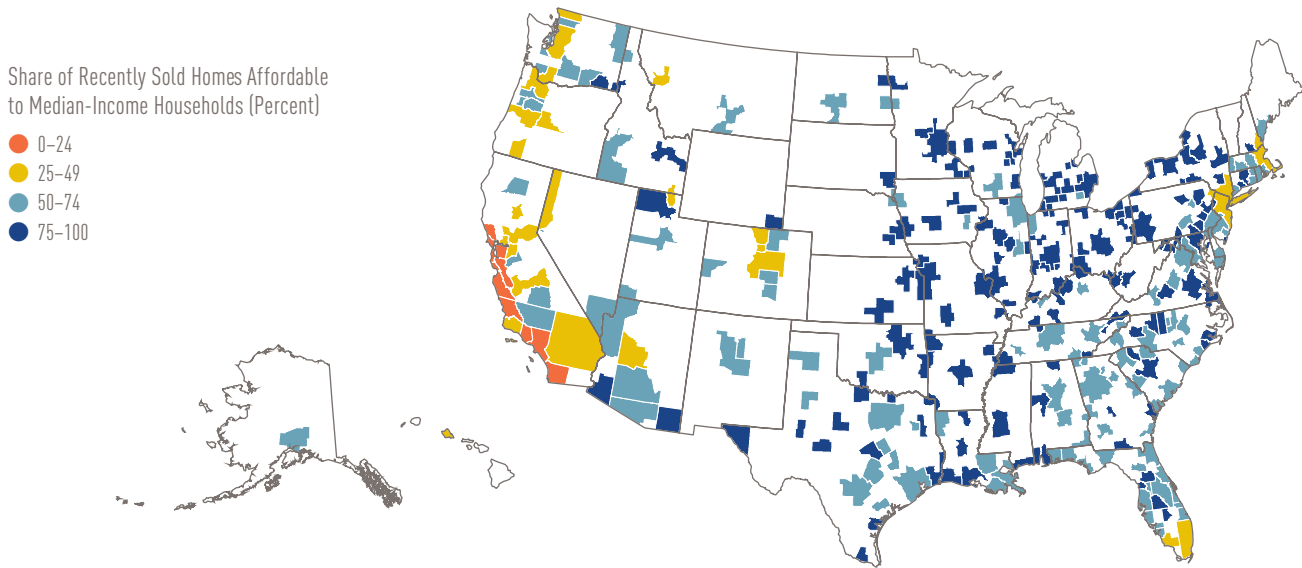 Share of Recently Sold Homes Affordable
to Median-Income Households (Percent)
0–24
25–49
50–74
75–100